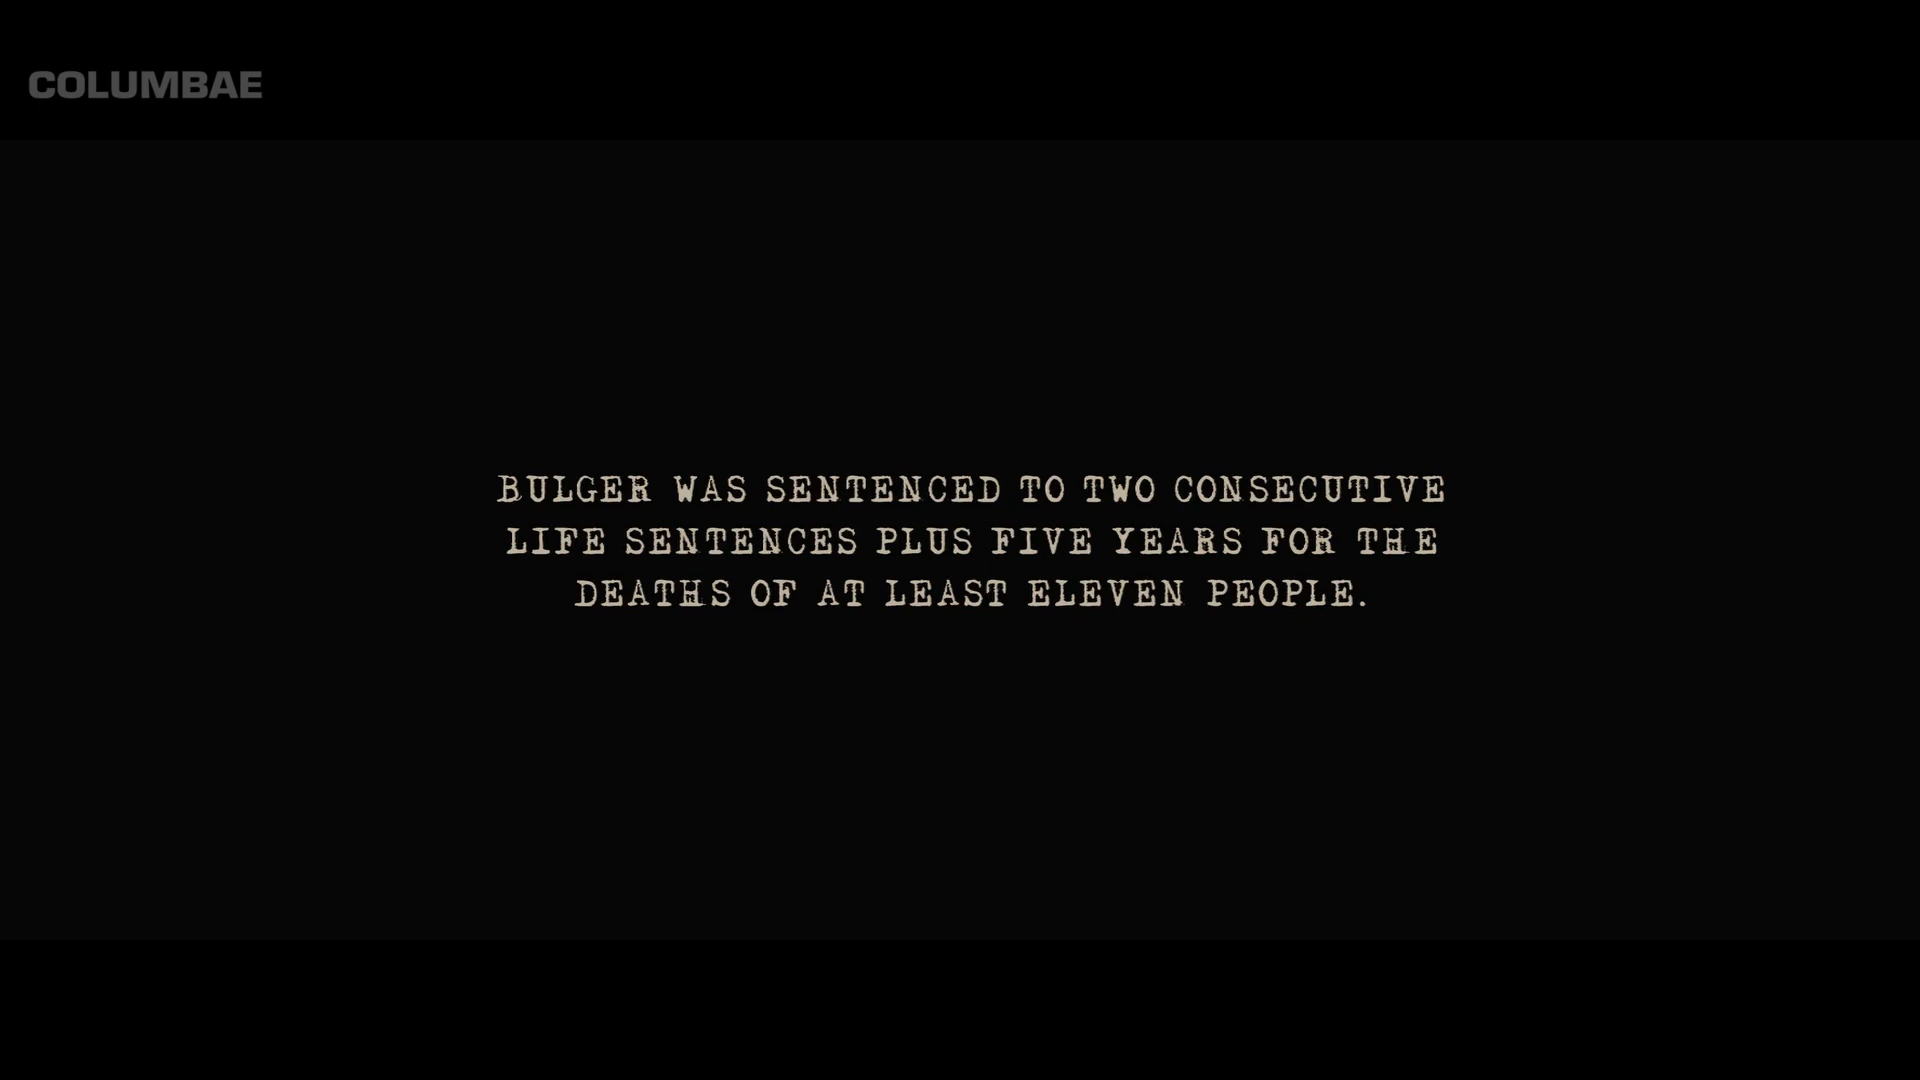 COLUMBAE
BULGER WAS SENTENCED TO TWO CONSECUTIVE
LIFE SENTENCES PLUS FIVE YEARS FOR THE
DEATHS OF AT LEAST ELEVEN PEOPLE.